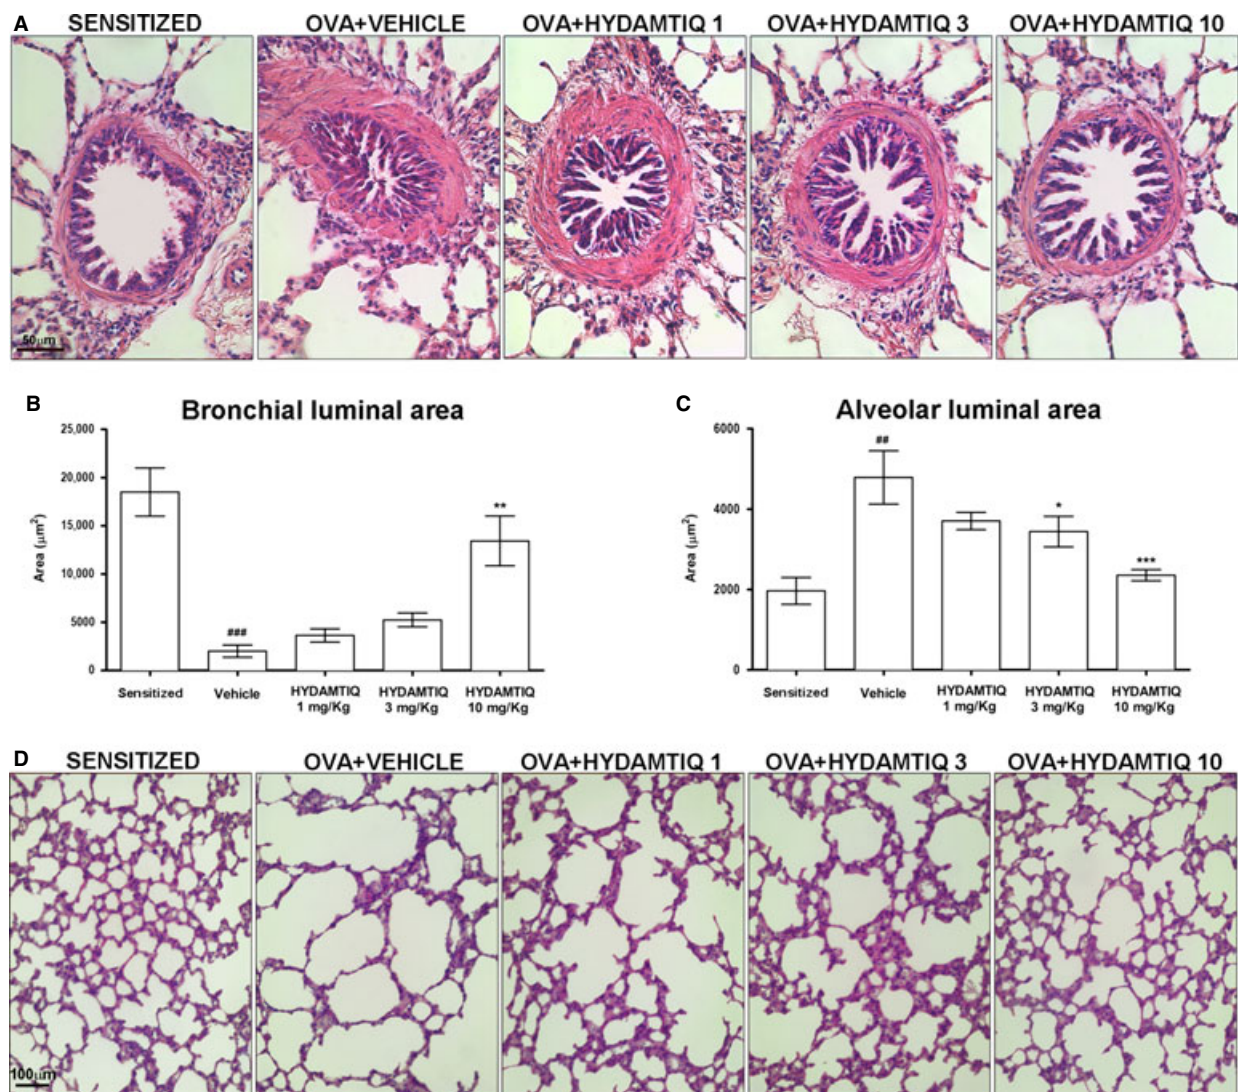 A
SENSITIZED
OVA+VEHICLE
OVA+HYDAMTIQ 1
OVA+HYDAMTIQ 3
OVA+HYDAMTIQ 10
50μm
B
Bronchial luminal area
25,000
20,000
15,000
10,000
5000
0
Area (μm²)
###
**
Sensitized
Vehicle
HYDAMTIQ
1 mg/Kg
HYDAMTIQ
3 mg/Kg
HYDAMTIQ
10 mg/Kg
C
Alveolar luminal area
6000
4000
2000
0
Area (μm²)
##
*
***
Sensitized
Vehicle
HYDAMTIQ
1 mg/Kg
HYDAMTIQ
3 mg/Kg
HYDAMTIQ
10 mg/Kg
D
SENSITIZED
OVA+VEHICLE
OVA+HYDAMTIQ 1
OVA+HYDAMTIQ 3
OVA+HYDAMTIQ 10
100μm